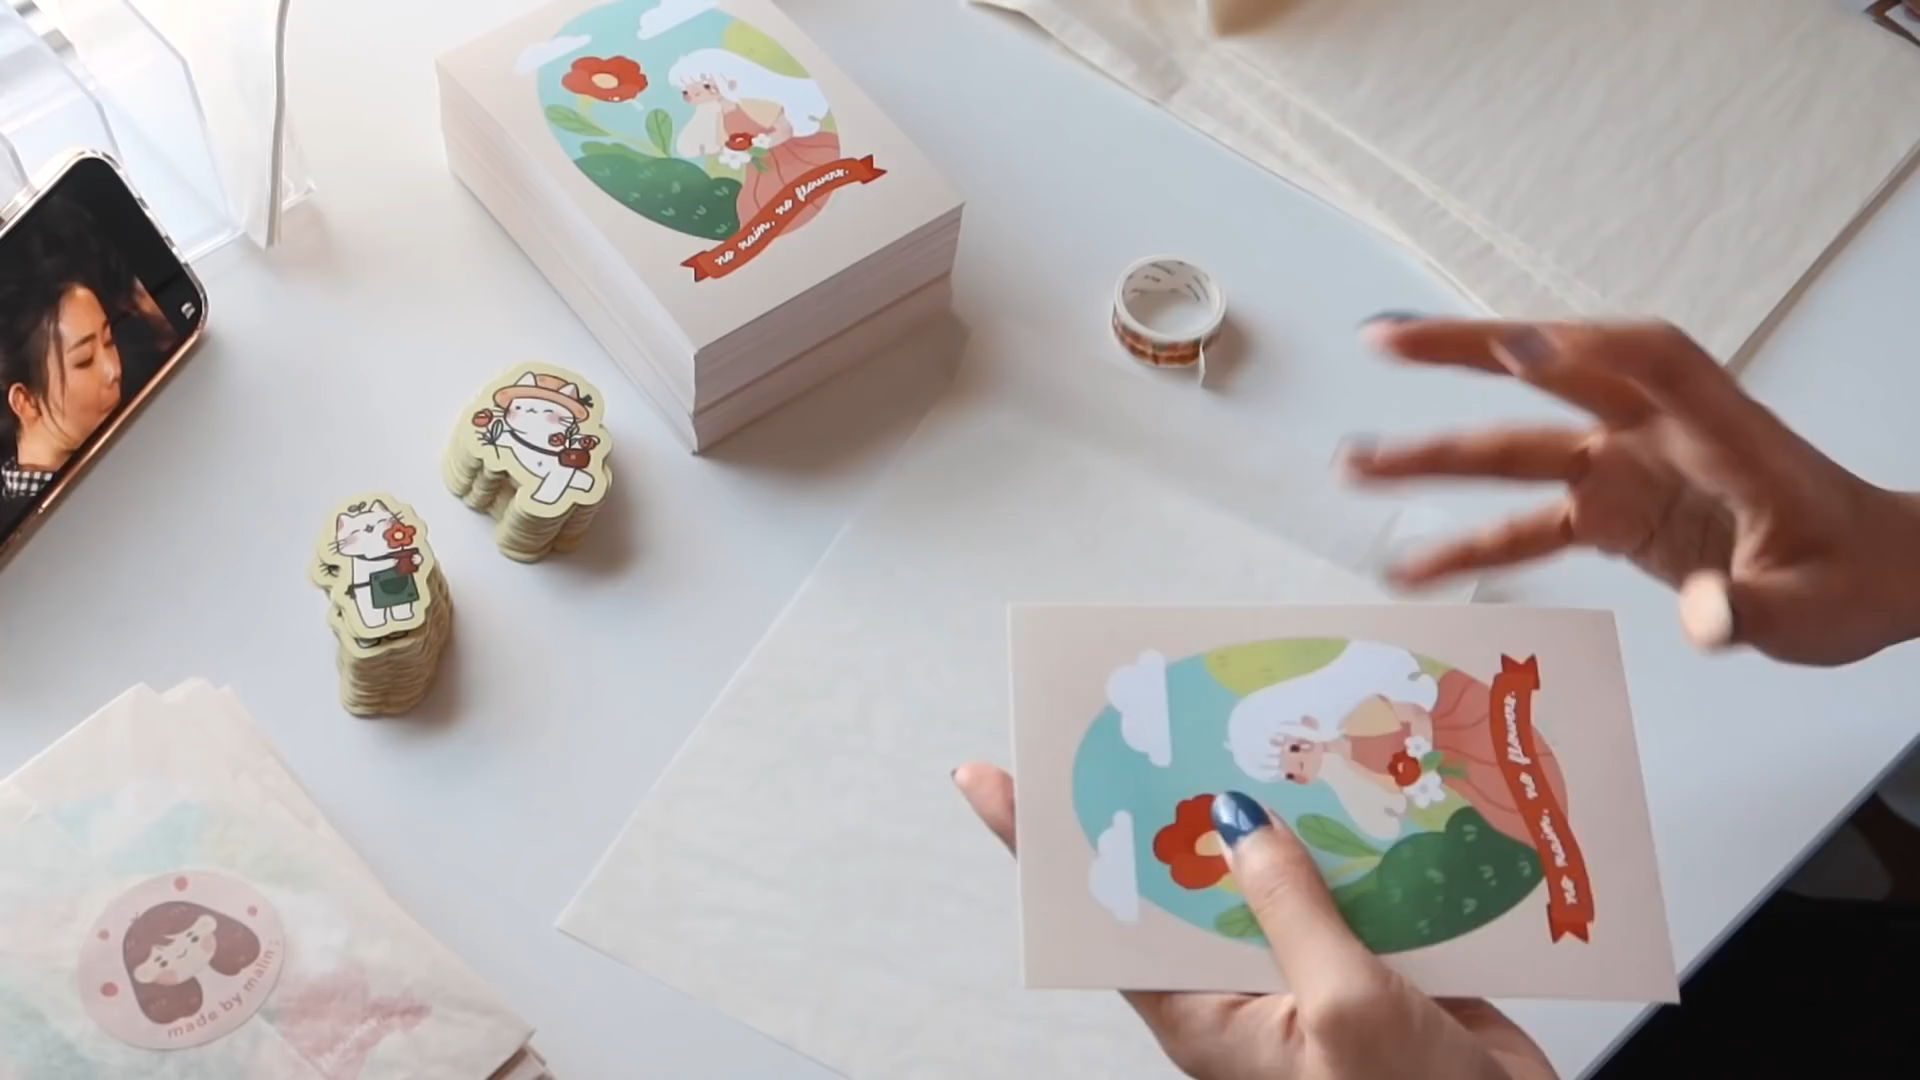 no rain, no flowers.
no rain, no flowers.
made by malin;